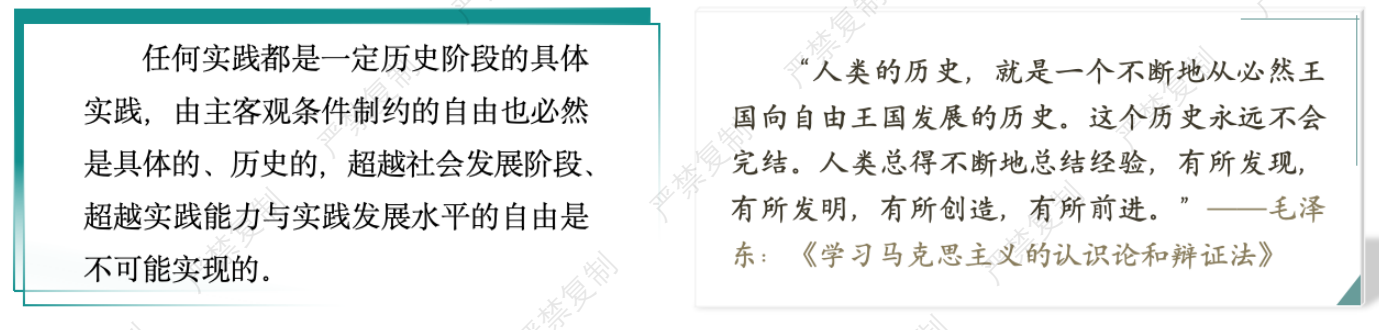 任何实践都是一定历史阶段的具体
实践，由主客观条件制约的自由也必然
是具体的、历史的，超越社会发展阶段、
超越实践能力与实践发展水平的自由是
不可能实现的。
“人类的历史，就是一个不断地从必然王
国向自由王国发展的历史。这个历史永远不会
完结。人类总得不断地总结经验，有所发现，
有所发明，有所创造，有所前进。”——毛泽
东：《学习马克思主义的认识论和辩证法》
严禁复制
严禁复制
严禁复制
严禁复制
严禁复制
严禁复制
严禁复制
严禁复制